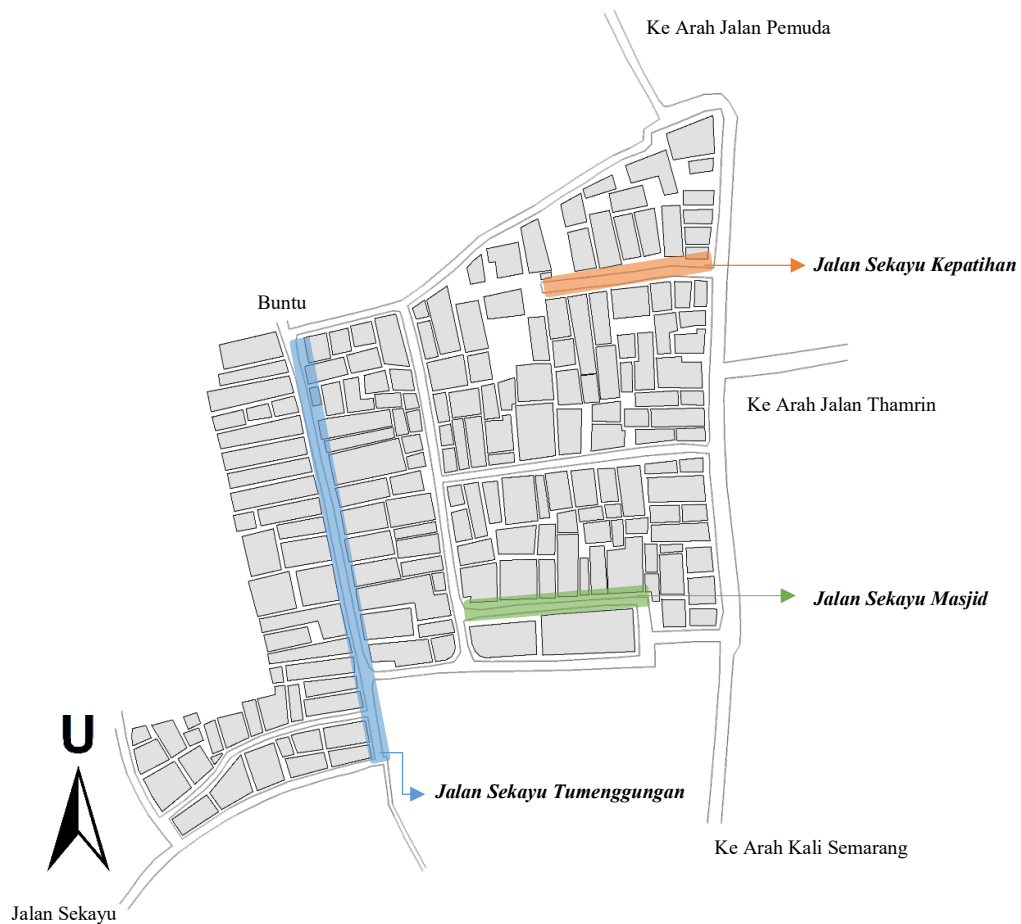 Ke Arah Jalan Pemuda
Jalan Sekayu Kepatihan
Buntu
Ke Arah Jalan Thamrin
Jalan Sekayu Masjid
U
Jalan Sekayu Tumenggungan
Ke Arah Kali Semarang
Jalan Sekayu